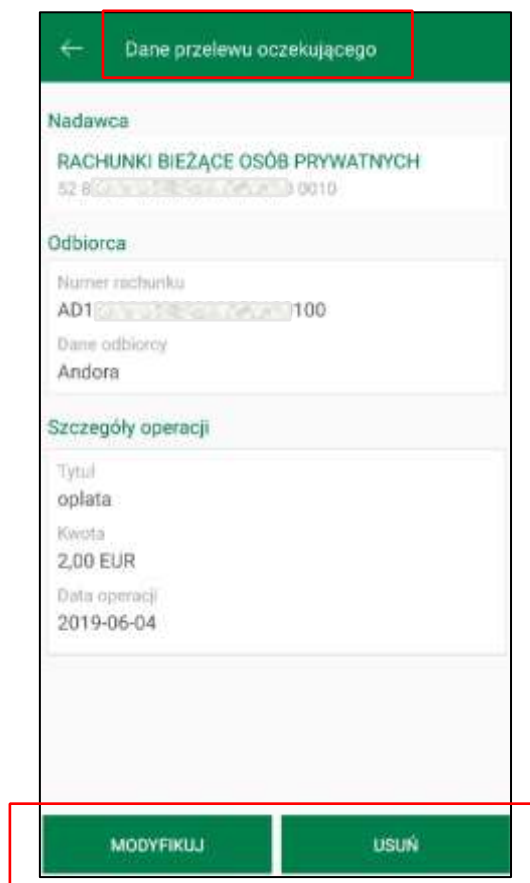 Dane przelewu oczekującego
Nadawca
RACHUNKI BIEŻĄCE OSÓB PRYWATNYCH
52 8 0010
Odbiorca
Numer rachunku
AD1 100
Dane odbiorcy
Andora
Szczegóły operacji
Tytuł
oplata
Kwota
2,00 EUR
Data operacji
2019-06-04
MODYFIKUJ USUŃ